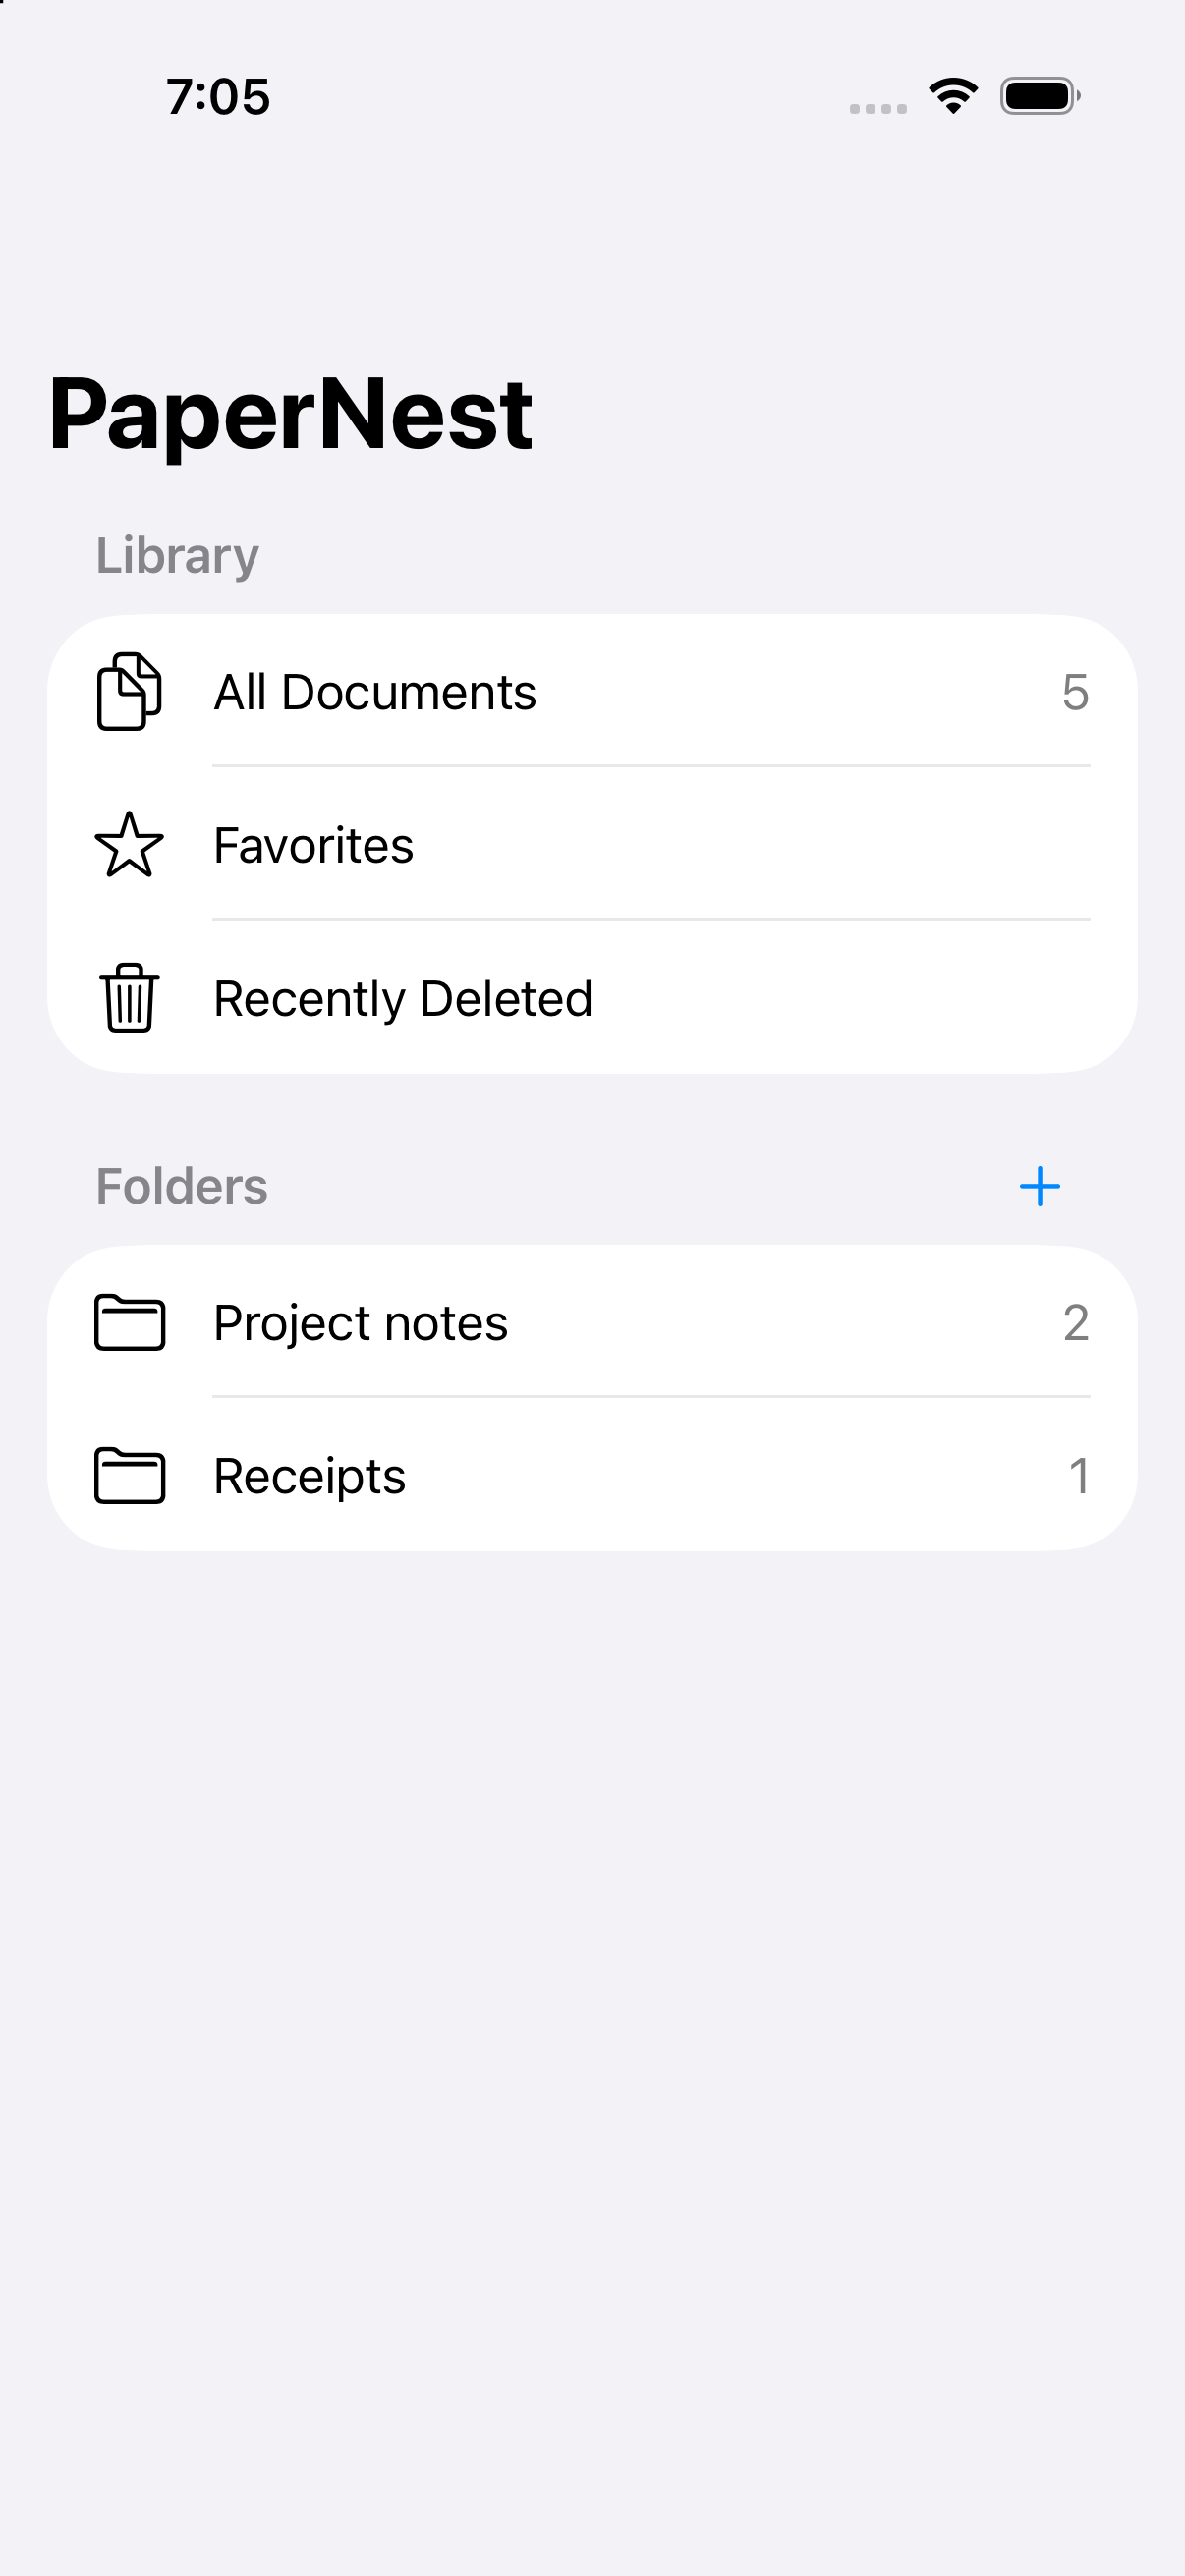 7:05
PaperNest
Library
All Documents 5
Favorites
Recently Deleted
Folders
Project notes 2
Receipts 1